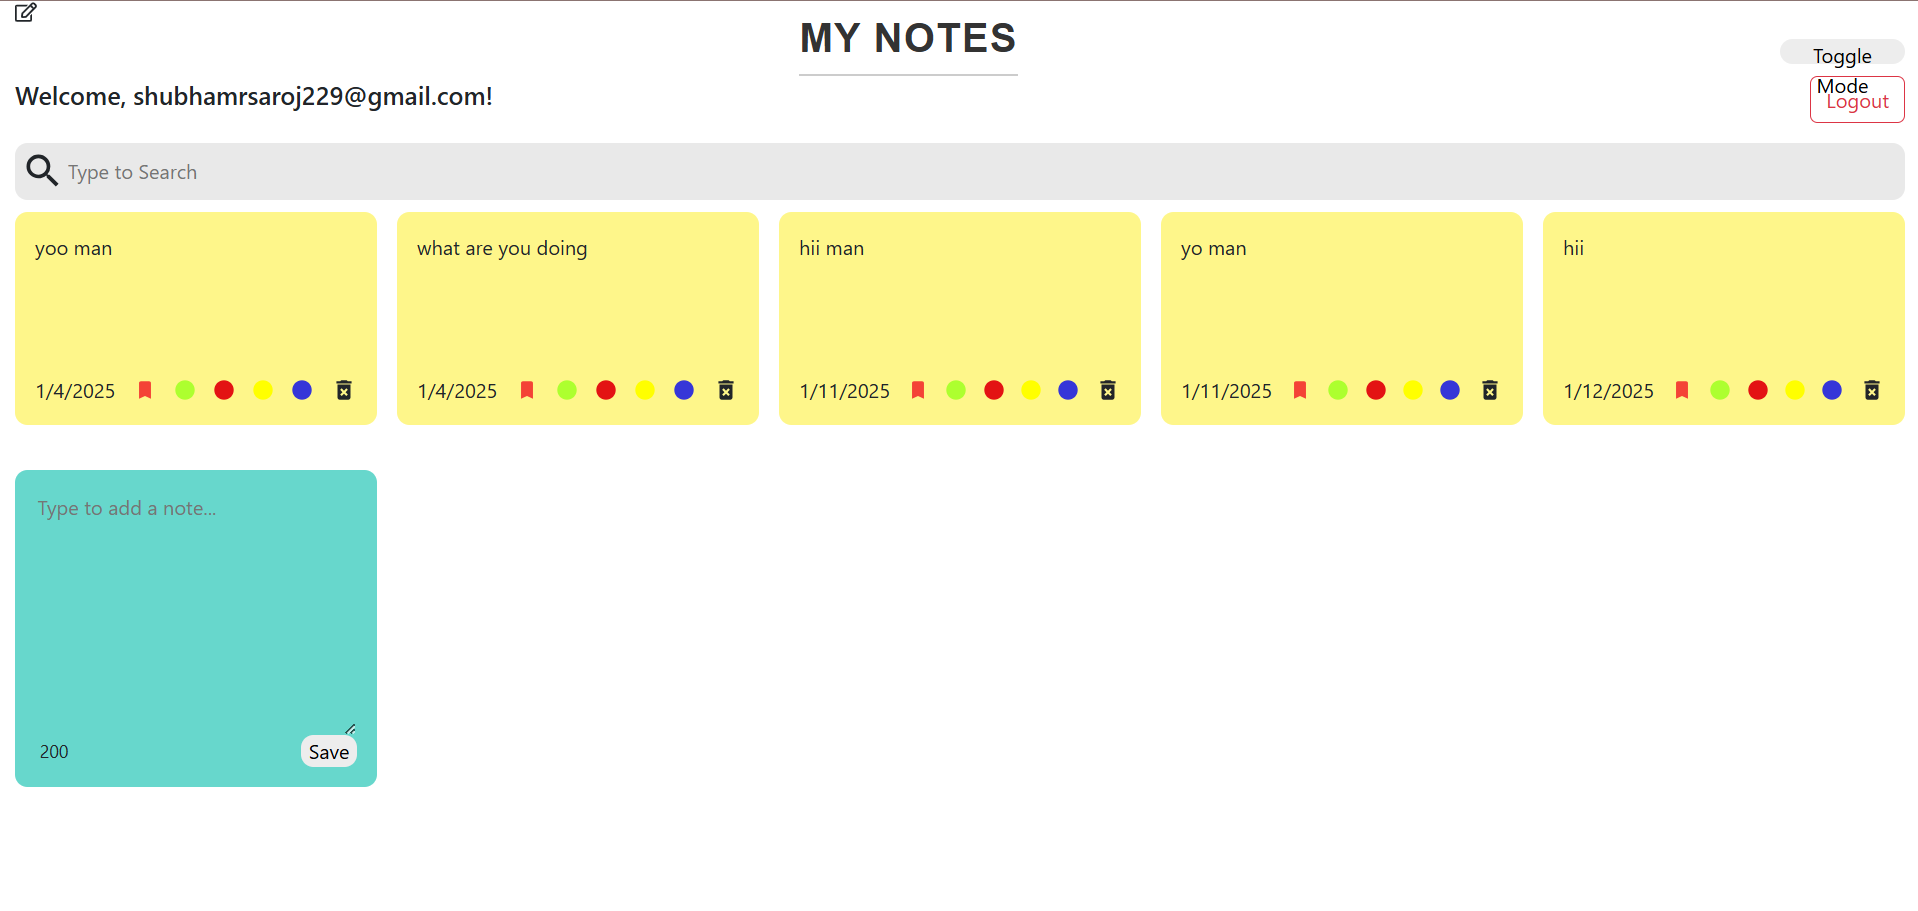 MY NOTES
Toggle
Mode
Welcome, shubhamrsaroj229@gmail.com!
Logout
Type to Search
yoo man
what are you doing
hii man
yo man
hii
1/4/2025
1/4/2025
1/11/2025
1/11/2025
1/12/2025
Type to add a note...
200
Save